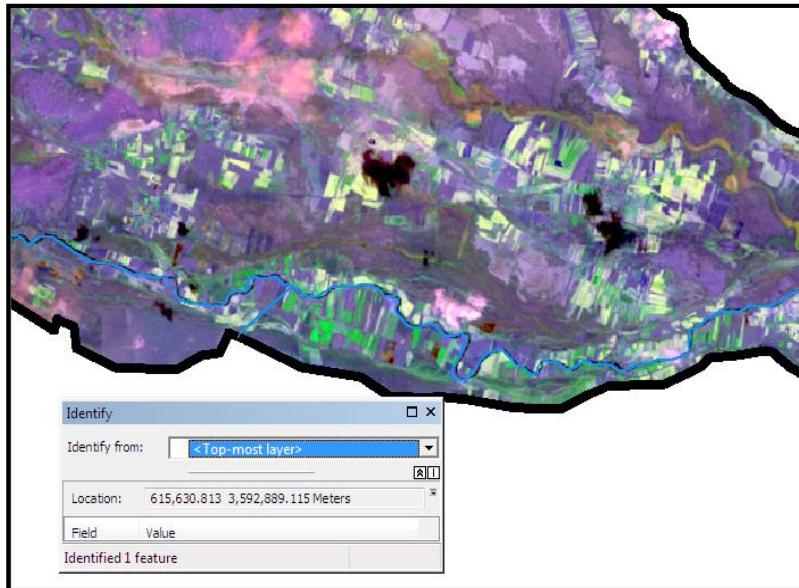 Identify
Identify from: <Top-most layer>
Location: 615,630.813 3,592,889.115 Meters
Field Value
Identified 1 feature